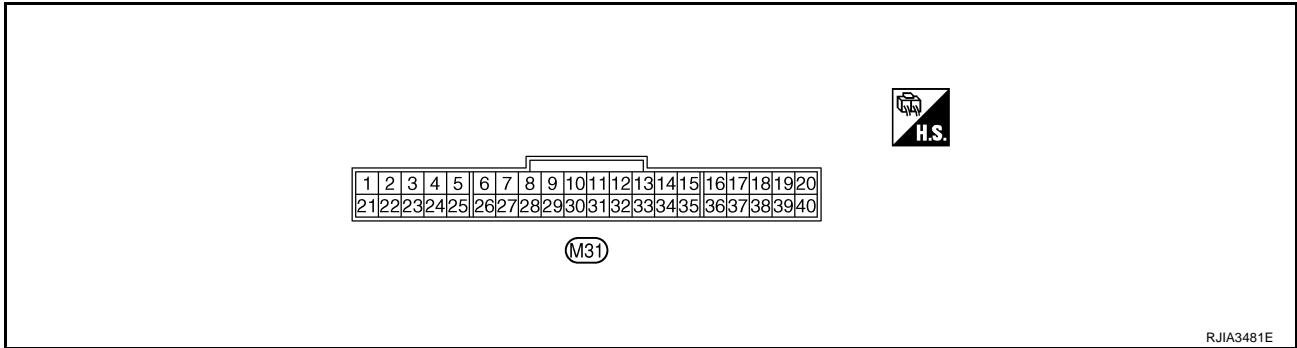 H.S.
1 2 3 4 5 6 7 8 9 10 11 12 13 14 15 16 17 18 19 20
21 22 23 24 25 26 27 28 29 30 31 32 33 34 35 36 37 38 39 40
M31
RJIA3481E